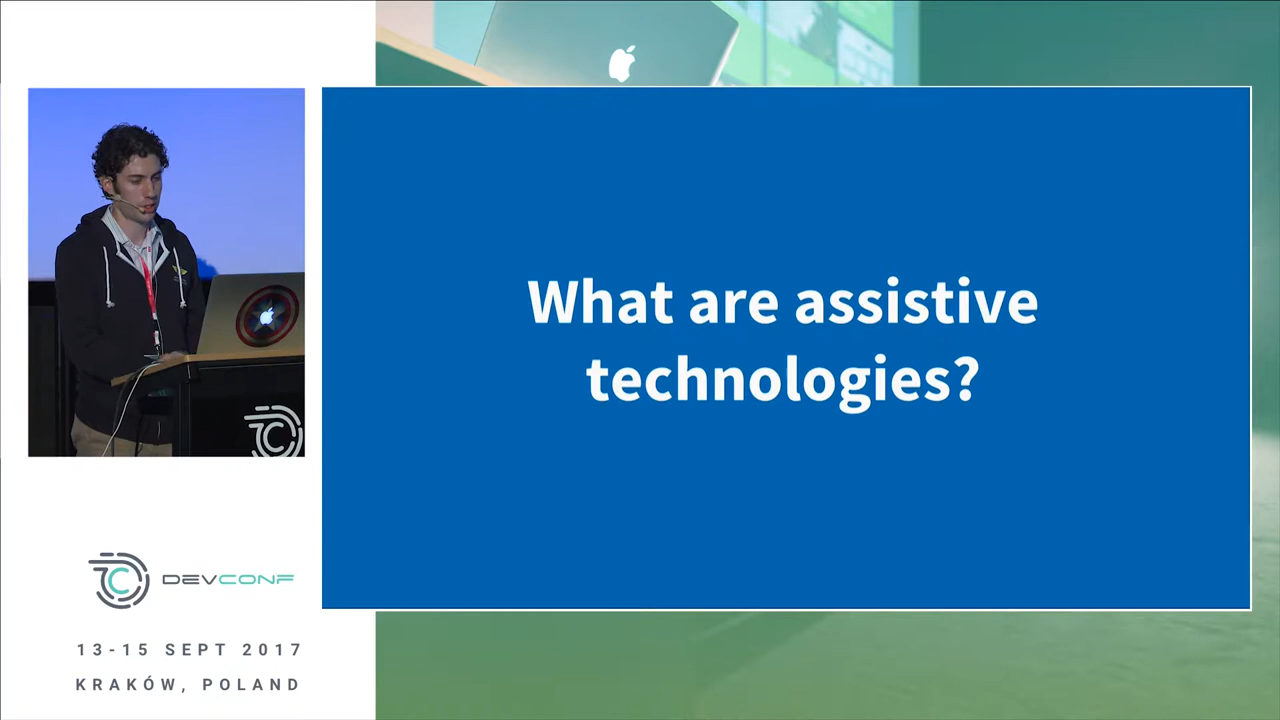 What are assistive
technologies?
DEVCONF
13-15 SEPT 2017
KRAKÓW, POLAND